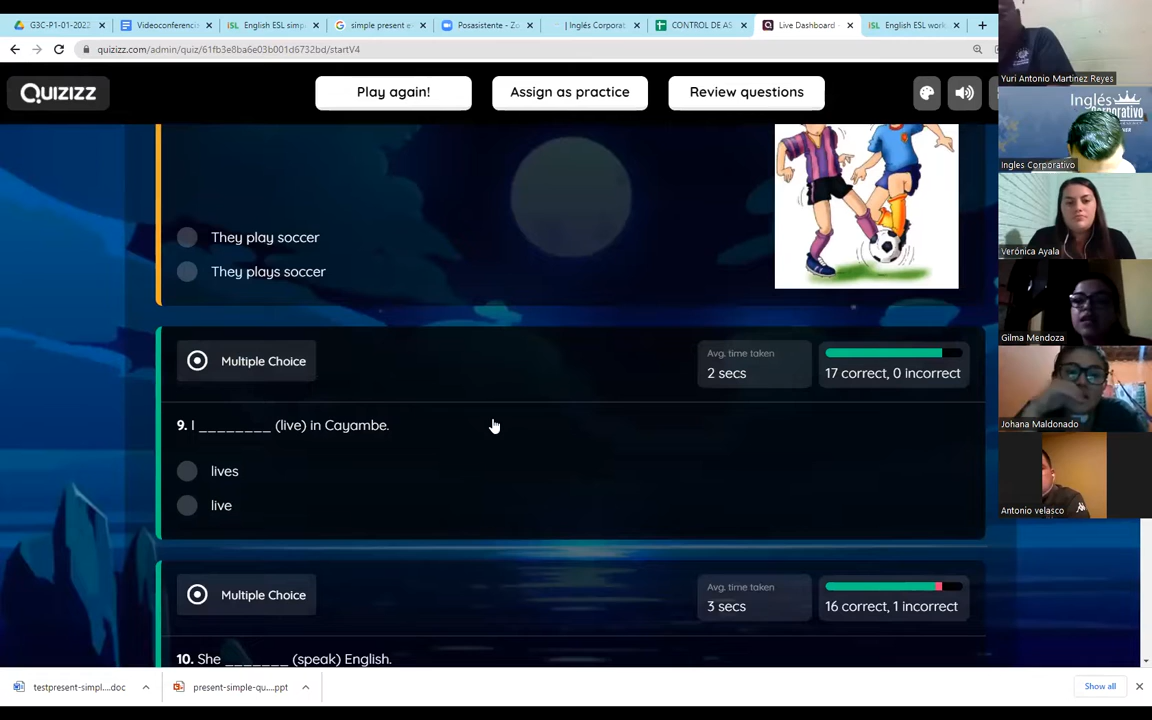 G3C-P1-01-2022
Videoconferenci
English ESL simp
simple present e
Posasistente - Zo
| Inglés Corporat
CONTROL DE AS
Live Dashboard
English ESL work
quizizz.com/admin/quiz/61fb3e8ba6e03b001d6732bd/startV4
Quizizz
Play again!
Assign as practice
Review questions
Yuri Antonio Martinez Reyes
Inglés
Corporativo
Ingles Corporativo
They play soccer
They plays soccer
Verónica Ayala
Multiple Choice
Avg. time taken
2 secs
17 correct, 0 incorrect
Gilma Mendoza
9. I ________ (live) in Cayambe.
Johana Maldonado
lives
live
Antonio velasco
Multiple Choice
Avg. time taken
3 secs
16 correct, 1 incorrect
10. She _______ (speak) English.
testpresent-simpl....doc
present-simple-qu....ppt
Show all